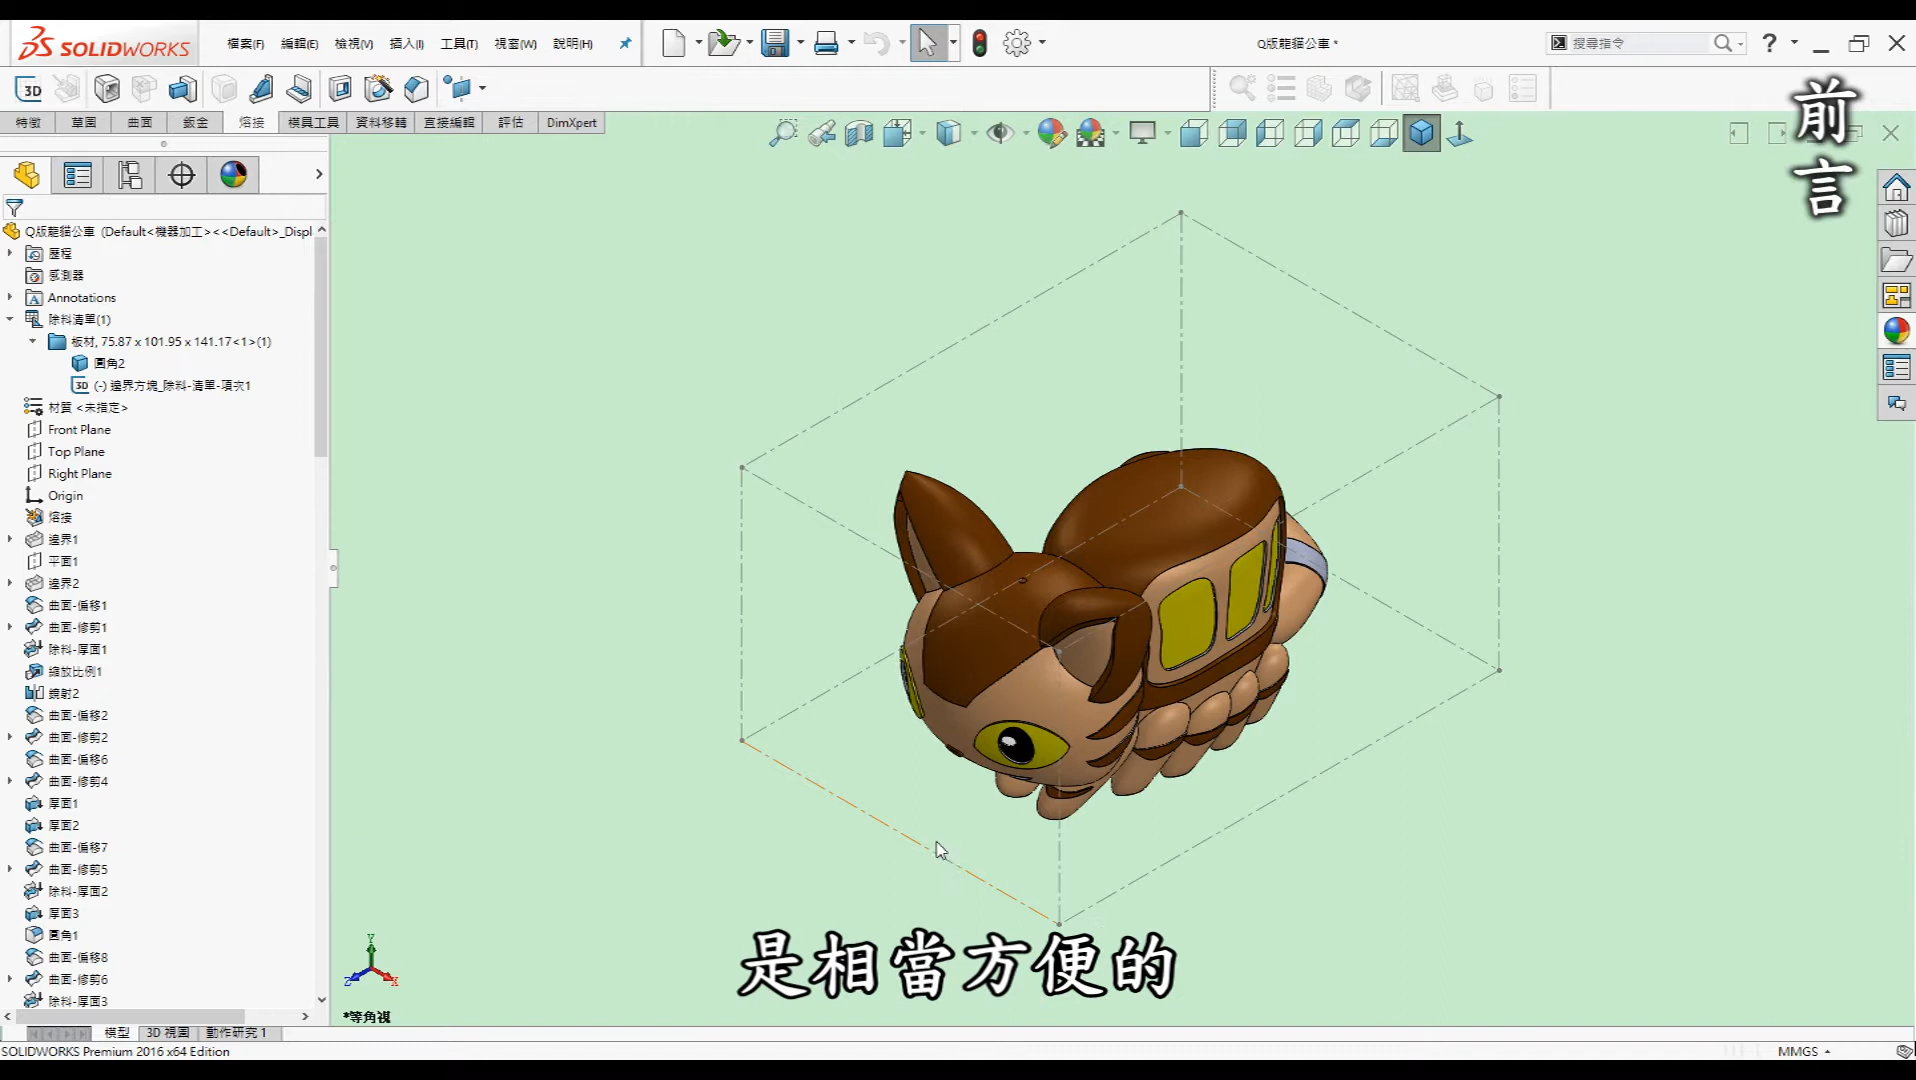 SOLIDWORKS 檔案(F) 編輯(E) 檢視(V) 插入(I) 工具(T) 視窗(W) 說明(H) Q版龍貓公車 * 搜尋指令 ?
3D
前言
特徵 草圖 曲面 鈑金 熔接 模具工具 資料移轉 直接編輯 評估 DimXpert
Q版龍貓公車 (Default<機器加工><<Default>_Displ
歷程
感測器
Annotations
除料清單(1)
板材, 75.87 x 101.95 x 141.17<1>(1)
圓角2
3D (-) 邊界方塊_除料-清單-項次1
材質 <未指定>
Front Plane
Top Plane
Right Plane
Origin
熔接
邊界1
平面1
邊界2
曲面-偏移1
曲面-修剪1
除料-厚面1
縮放比例1
鏡射2
曲面-偏移2
曲面-修剪2
曲面-偏移6
曲面-修剪4
厚面1
厚面2
曲面-偏移7
曲面-修剪5
除料-厚面2
厚面3
圓角1
曲面-偏移8
曲面-修剪6
除料-厚面3
Y
Z X
*等角視
是相當方便的
模型 3D 視圖 動作研究 1
SOLIDWORKS Premium 2016 x64 Edition MMGS